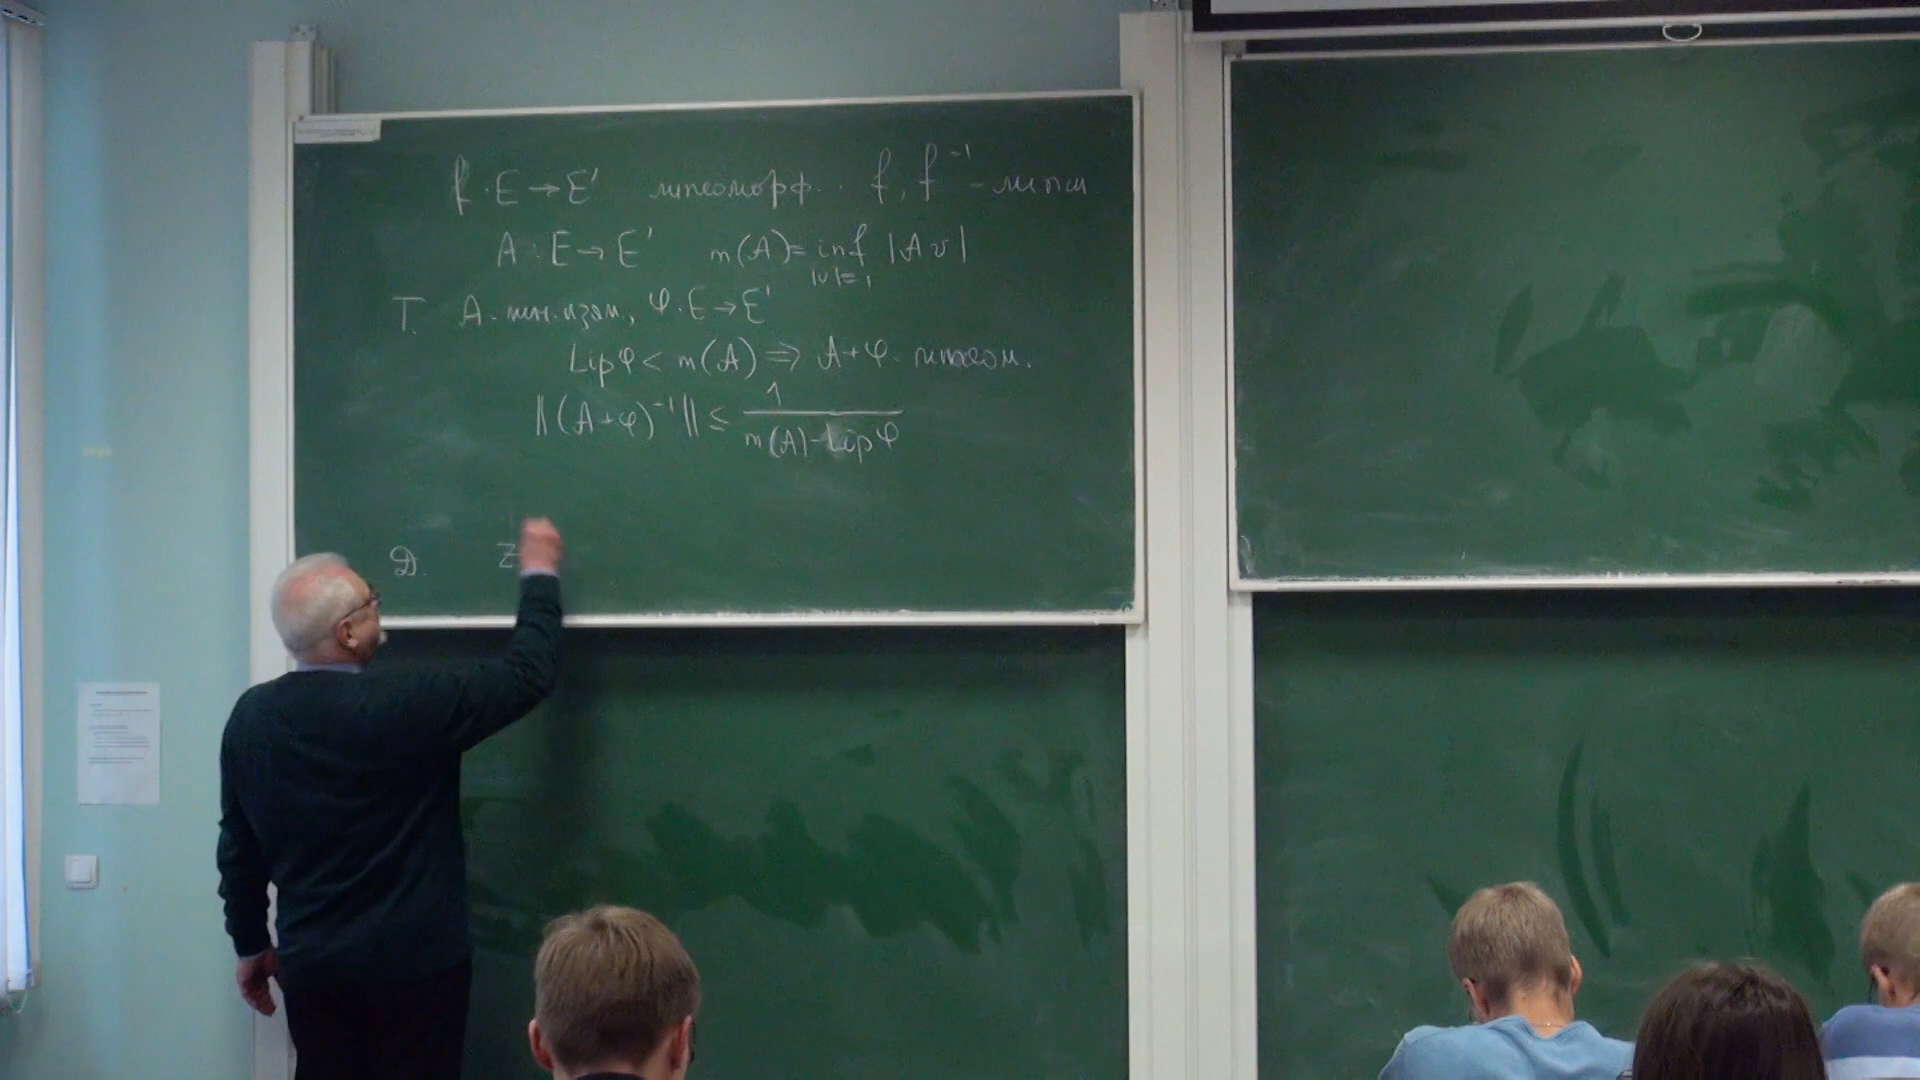 f : E → E' липеоморф. : f, f⁻¹ - липш.
A : E → E' m(A) = inf |Av|
|v|=1
Т. A - лин. изом., φ : E → E'
Lip φ < m(A) ⇒ A+φ - липеом.
‖(A+φ)⁻¹‖ ≤ 1 / (m(A) - Lip φ)
Д. Z